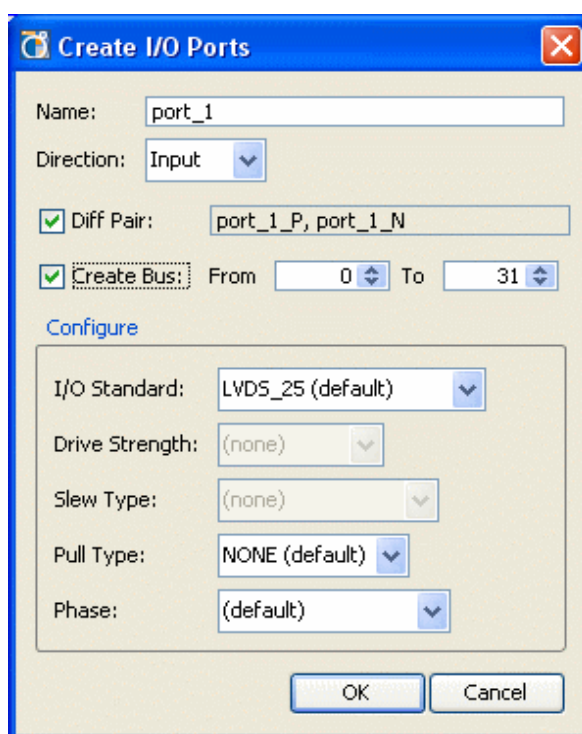 Create I/O Ports
Name: port_1
Direction: Input
Diff Pair: port_1_P, port_1_N
Create Bus: From 0 To 31
Configure
I/O Standard: LVDS_25 (default)
Drive Strength: (none)
Slew Type: (none)
Pull Type: NONE (default)
Phase: (default)
OK Cancel